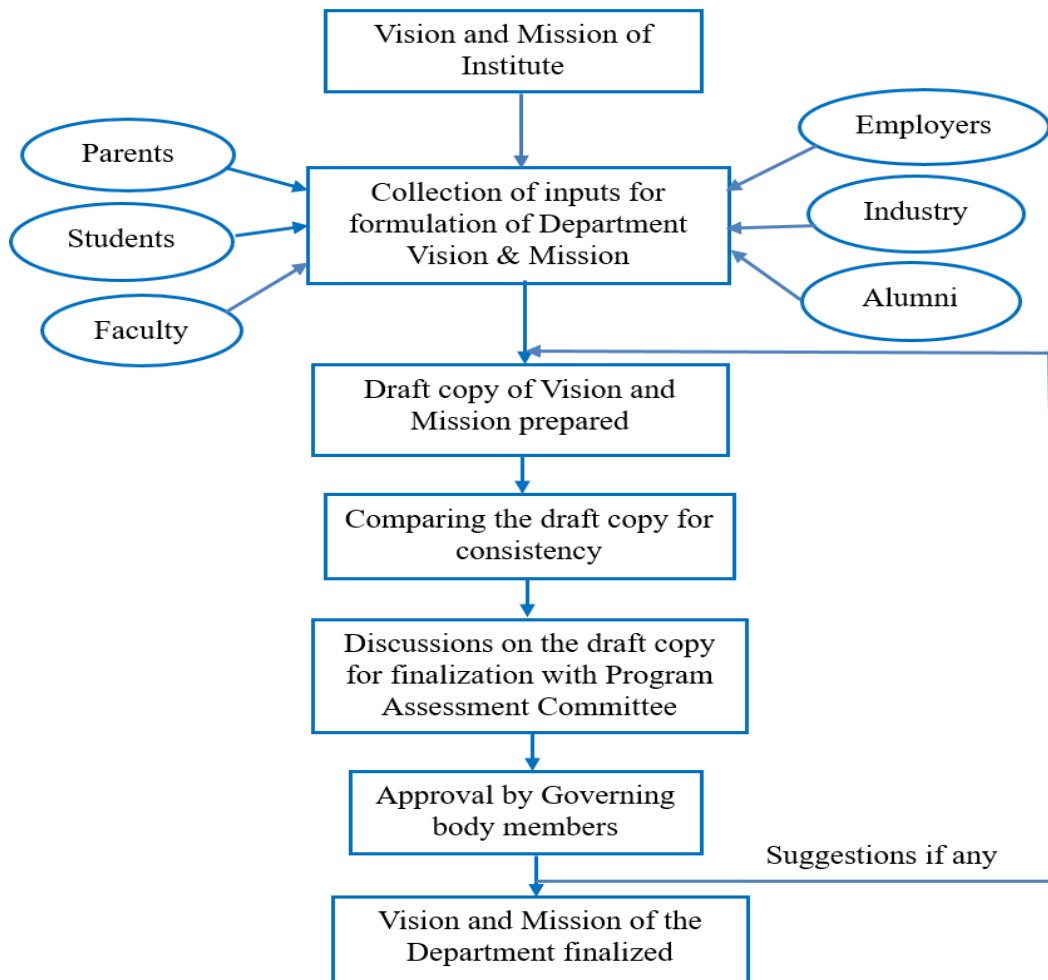 Vision and Mission of
Institute
Parents
Employers
Students
Collection of inputs for
formulation of Department
Vision & Mission
Industry
Faculty
Alumni
Draft copy of Vision and
Mission prepared
Comparing the draft copy for
consistency
Discussions on the draft copy
for finalization with Program
Assessment Committee
Approval by Governing
body members
Suggestions if any
Vision and Mission of the
Department finalized